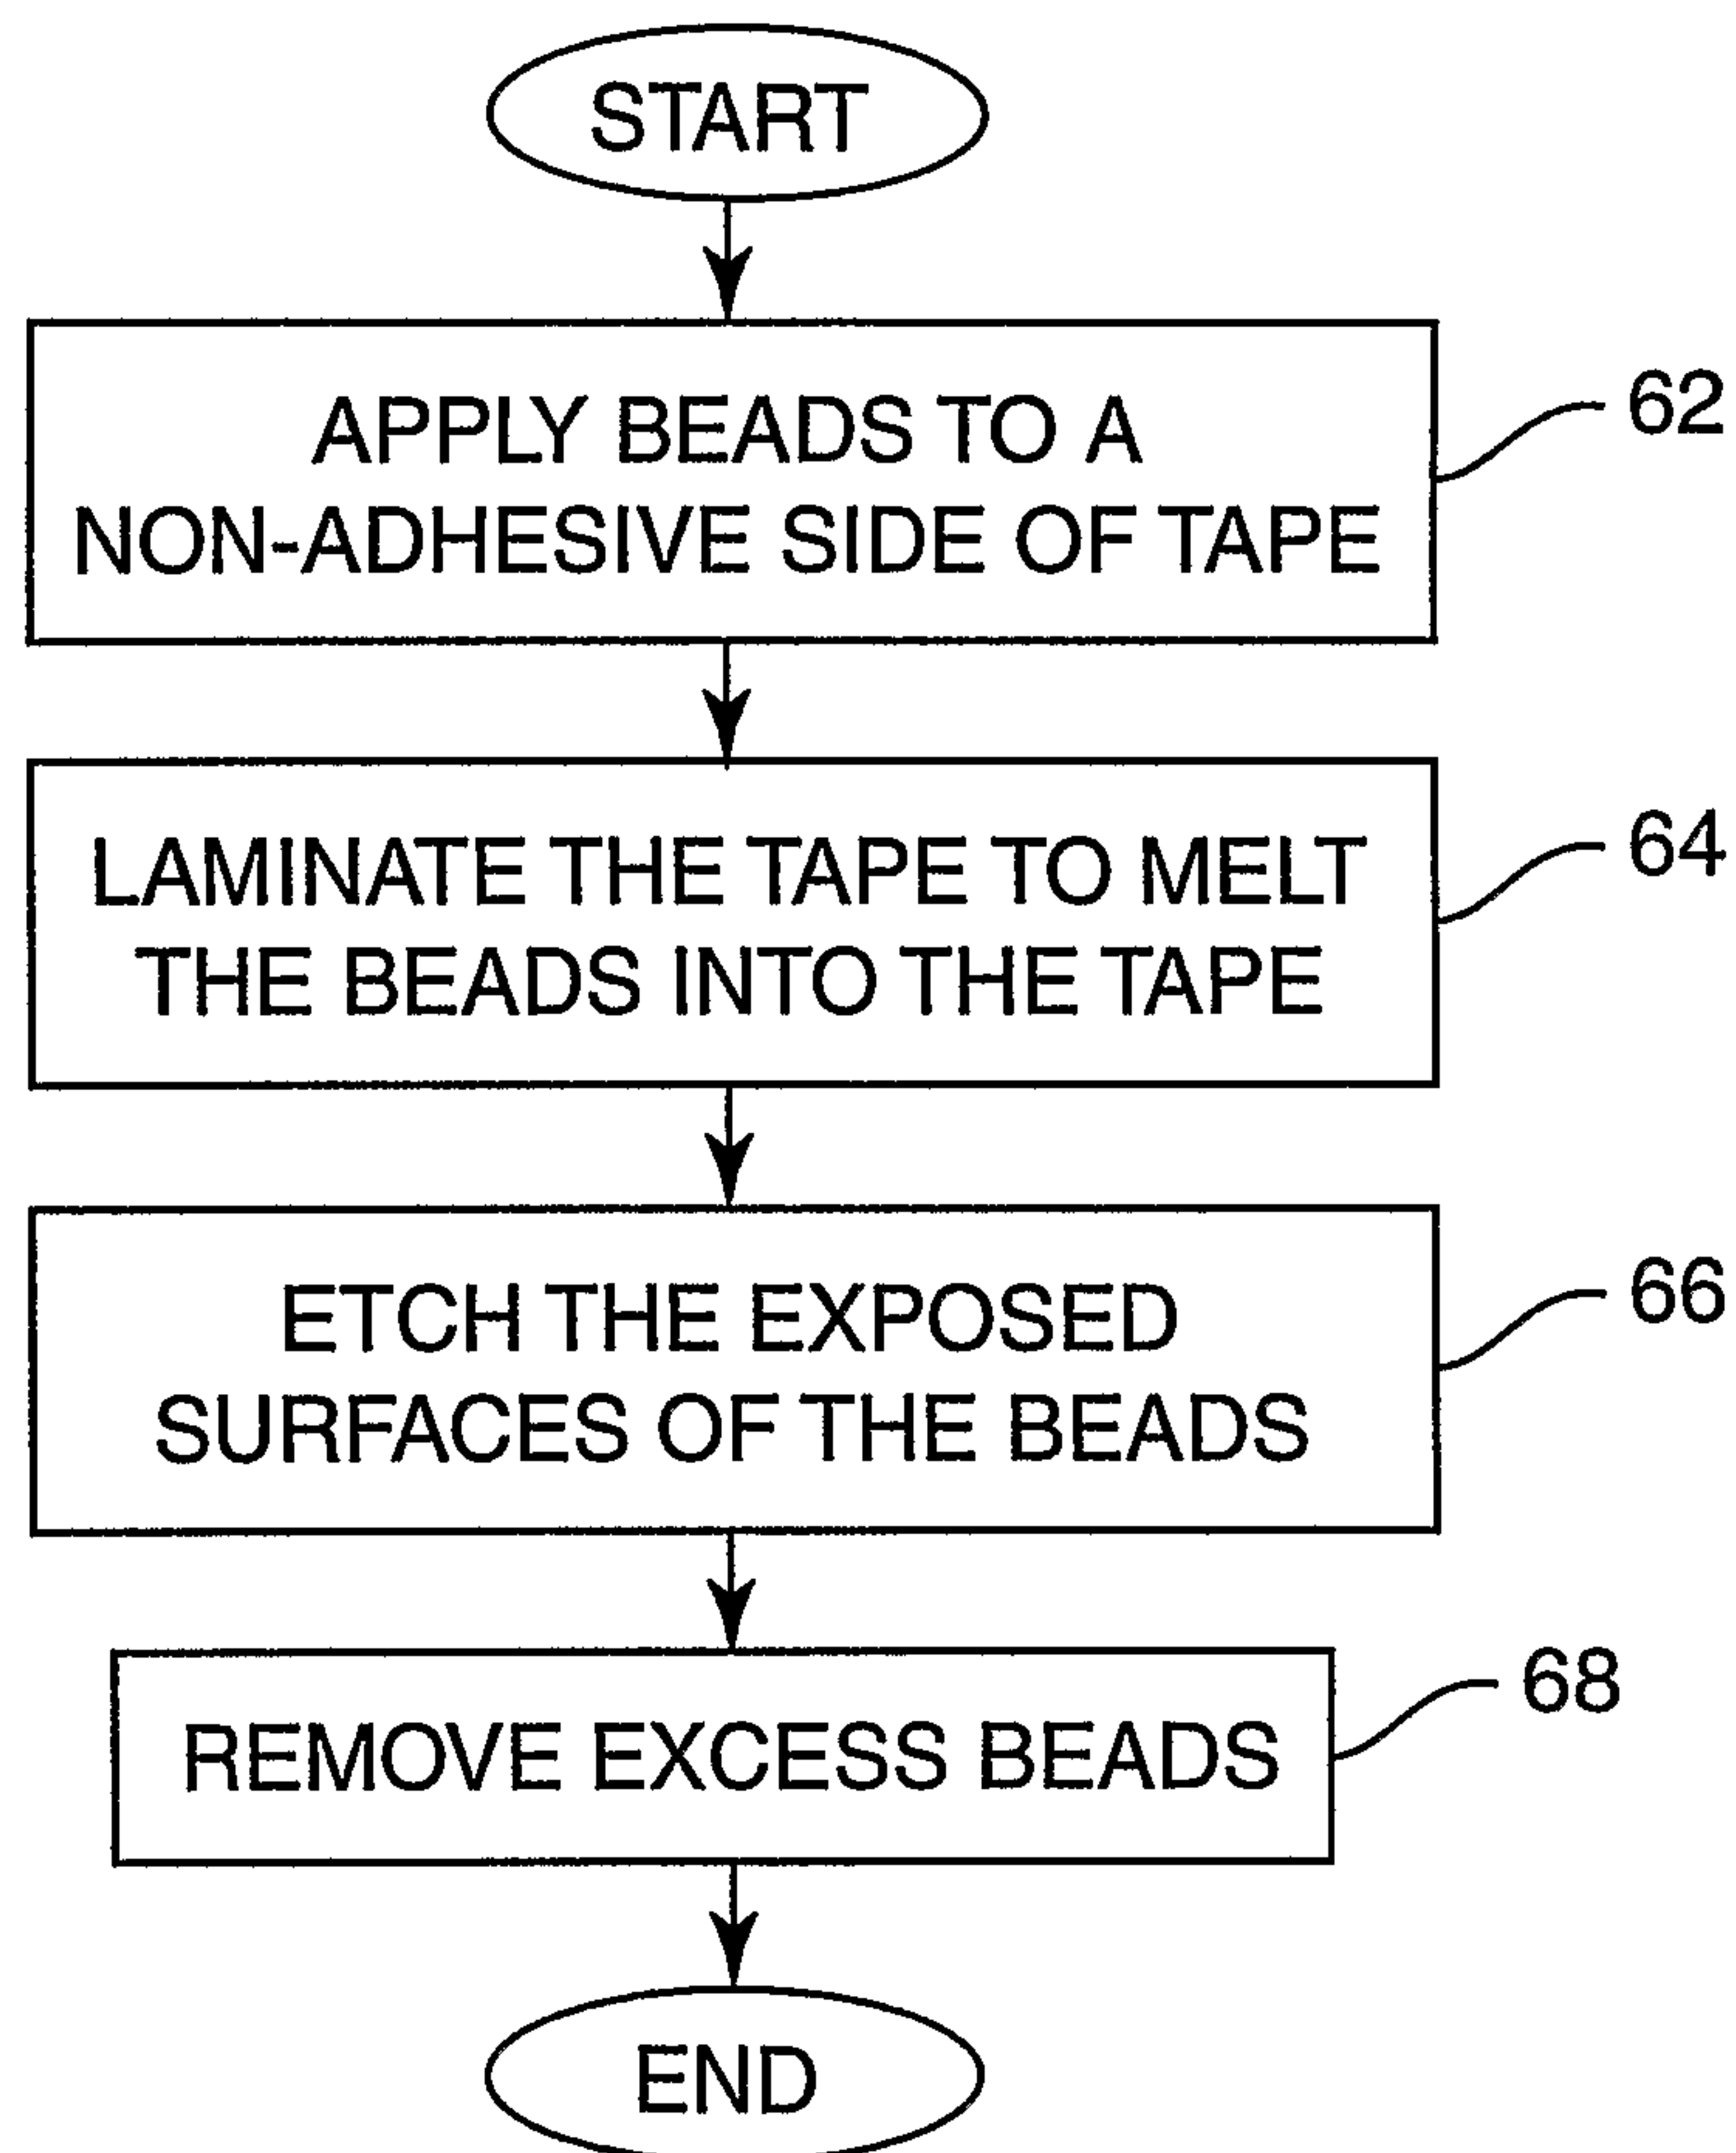 START
APPLY BEADS TO A
NON-ADHESIVE SIDE OF TAPE
62
LAMINATE THE TAPE TO MELT
THE BEADS INTO THE TAPE
64
ETCH THE EXPOSED
SURFACES OF THE BEADS
66
REMOVE EXCESS BEADS
68
END